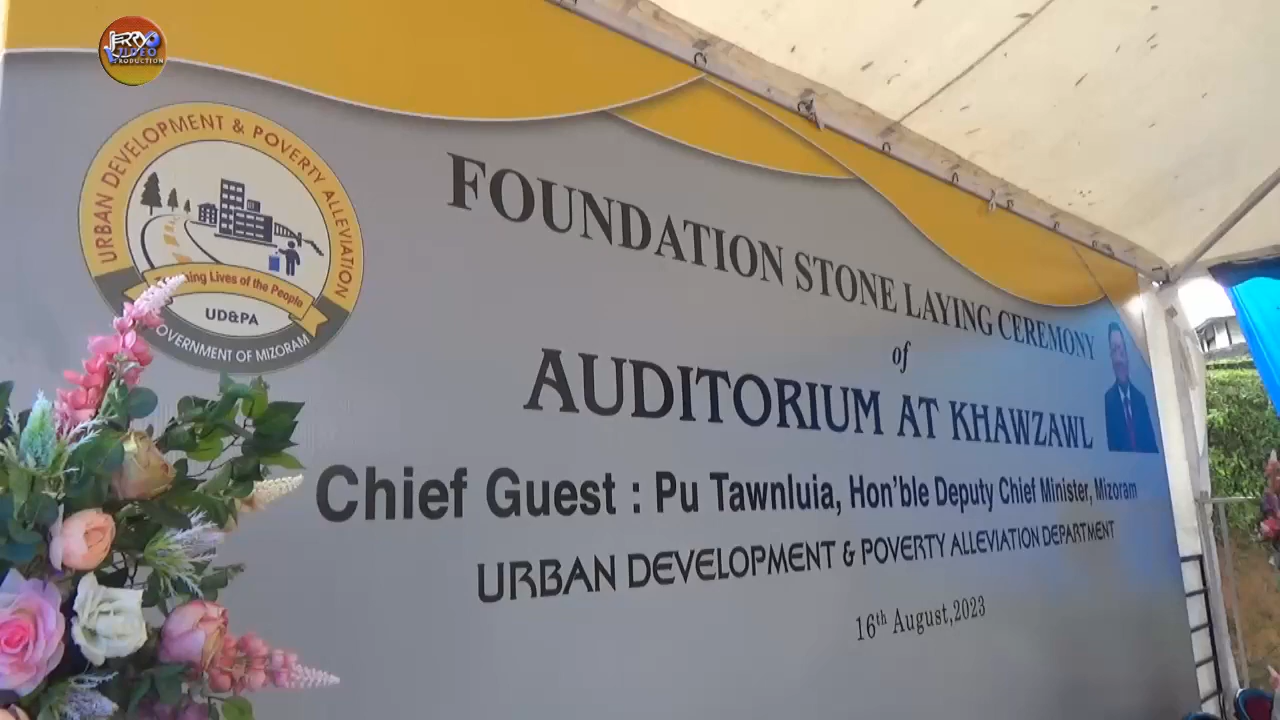 JERRY'S
VIDEO
PRODUCTION
URBAN DEVELOPMENT & POVERTY ALLEVIATION
Lives of the People
UD&PA
GOVERNMENT OF MIZORAM
FOUNDATION STONE LAYING CEREMONY
of
AUDITORIUM AT KHAWZAWL
Chief Guest : Pu Tawnluia, Hon'ble Deputy Chief Minister, Mizoram
URBAN DEVELOPMENT & POVERTY ALLEVIATION DEPARTMENT
16th August,2023